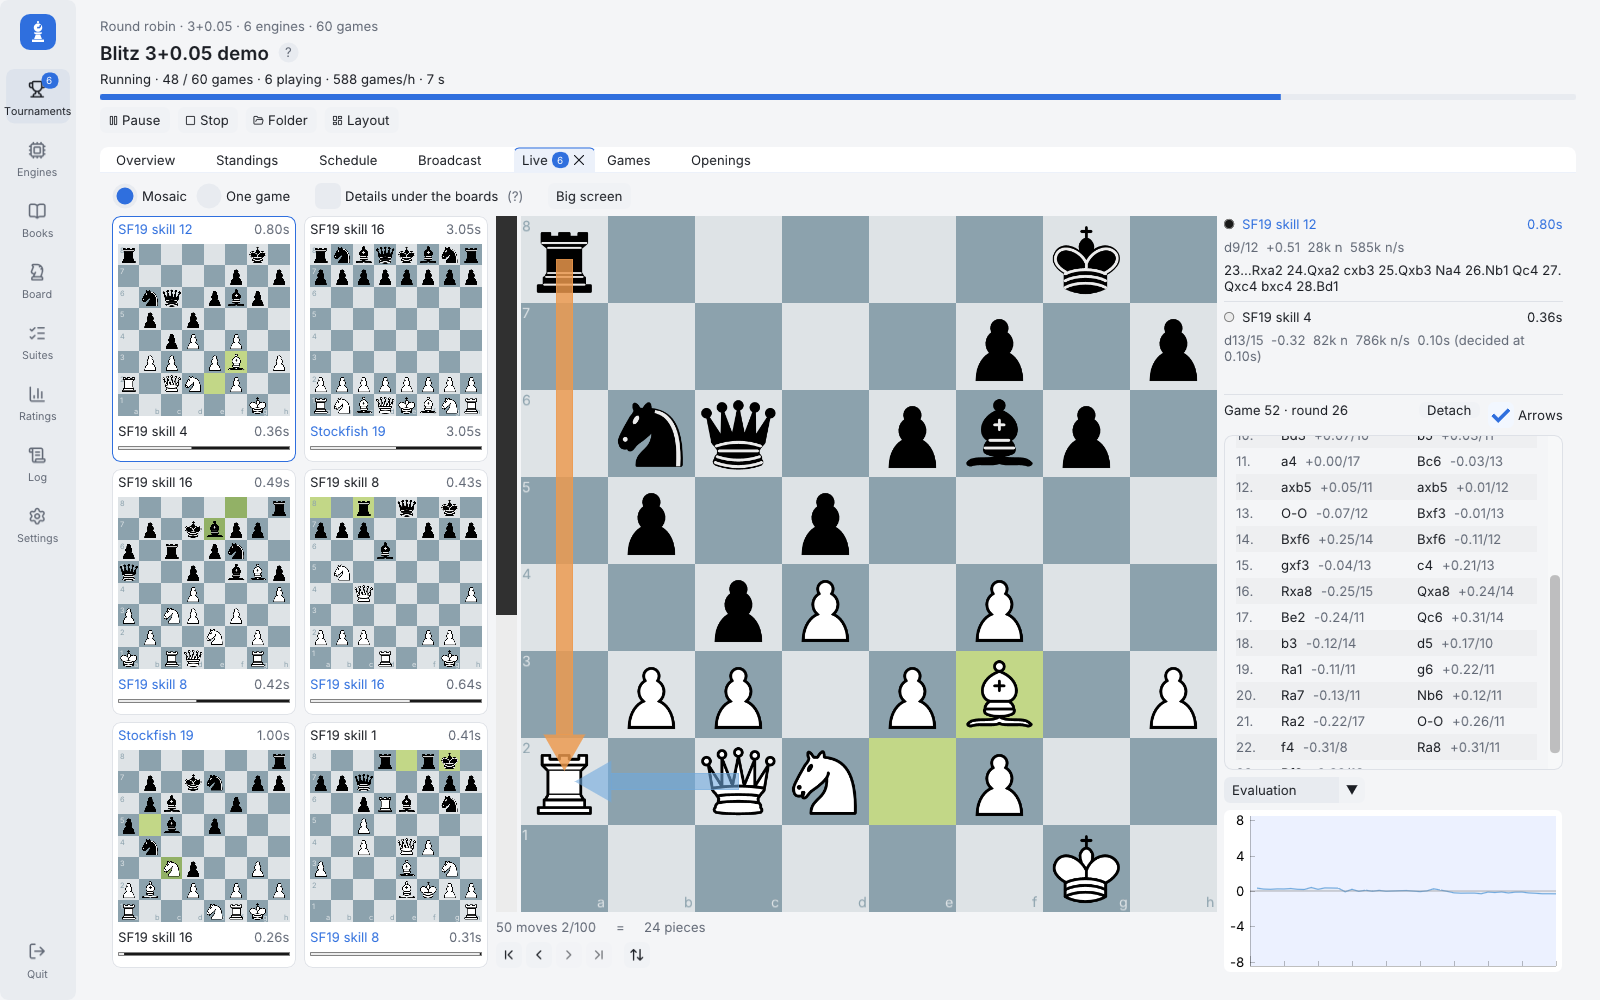 Round robin · 3+0.05 · 6 engines · 60 games
Blitz 3+0.05 demo ?
Running · 48 / 60 games · 6 playing · 588 games/h · 7 s
Pause Stop Folder Layout
Overview Standings Schedule Broadcast Live 6 Games Openings
Mosaic One game Details under the boards (?) Big screen
6
Tournaments
Engines
Books
Board
Suites
Ratings
Log
Settings
Quit
SF19 skill 12 0.80s
SF19 skill 4 0.36s
SF19 skill 16 3.05s
Stockfish 19 3.05s
SF19 skill 16 0.49s
SF19 skill 8 0.42s
SF19 skill 8 0.43s
SF19 skill 16 0.64s
Stockfish 19 1.00s
SF19 skill 16 0.26s
SF19 skill 1 0.41s
SF19 skill 8 0.31s
8
7
6
5
4
3
2
1
a b c d e f g h
50 moves 2/100 = 24 pieces
SF19 skill 12 0.80s
d9/12 +0.51 28k n 585k n/s
23...Rxa2 24.Qxa2 cxb3 25.Qxb3 Na4 26.Nb1 Qc4 27.
Qxc4 bxc4 28.Bd1
SF19 skill 4 0.36s
d13/15 -0.32 82k n 786k n/s 0.10s (decided at
0.10s)
Game 52 · round 26 Detach Arrows
11. a4 +0.00/17 Bc6 -0.03/13
12. axb5 +0.05/11 axb5 +0.01/12
13. O-O -0.07/12 Bxf3 -0.01/13
14. Bxf6 +0.25/14 Bxf6 -0.11/12
15. gxf3 -0.04/13 c4 +0.21/13
16. Rxa8 -0.25/15 Qxa8 +0.24/14
17. Be2 -0.24/11 Qc6 +0.31/14
18. b3 -0.12/14 d5 +0.17/10
19. Ra1 -0.11/11 g6 +0.22/11
20. Ra7 -0.13/11 Nb6 +0.12/11
21. Ra2 -0.22/17 O-O +0.26/11
22. f4 -0.31/8 Ra8 +0.31/11
Evaluation
8
4
0
-4
-8